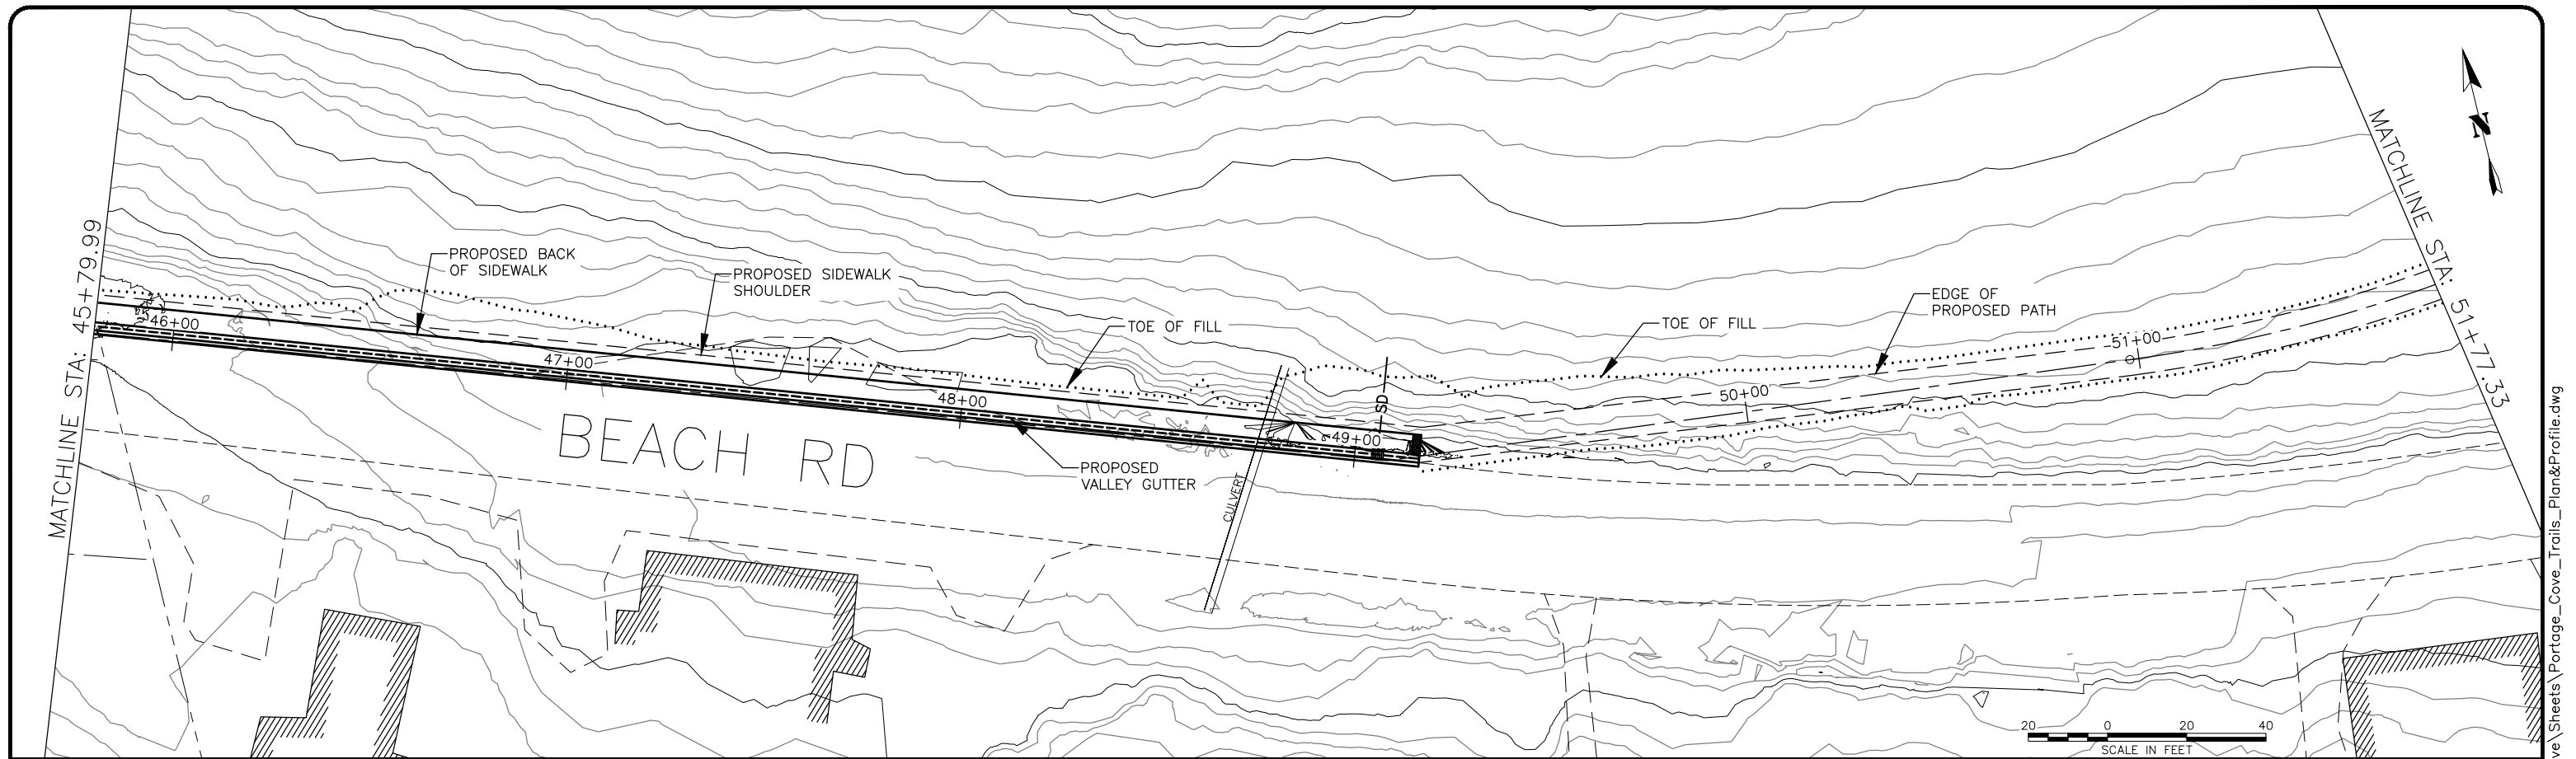 MATCHLINE STA: 45+79.99
PROPOSED BACK
OF SIDEWALK
PROPOSED SIDEWALK
SHOULDER
TOE OF FILL
TOE OF FILL
EDGE OF
PROPOSED PATH
MATCHLINE STA: 51+77.33
N
46+00
47+00
48+00
49+00
50+00
51+00
SD
BEACH RD
PROPOSED
VALLEY GUTTER
CULVERT
20 0 20 40
SCALE IN FEET
ve\Sheets\Portage_Cove_Trails_Plan&Profile.dwg